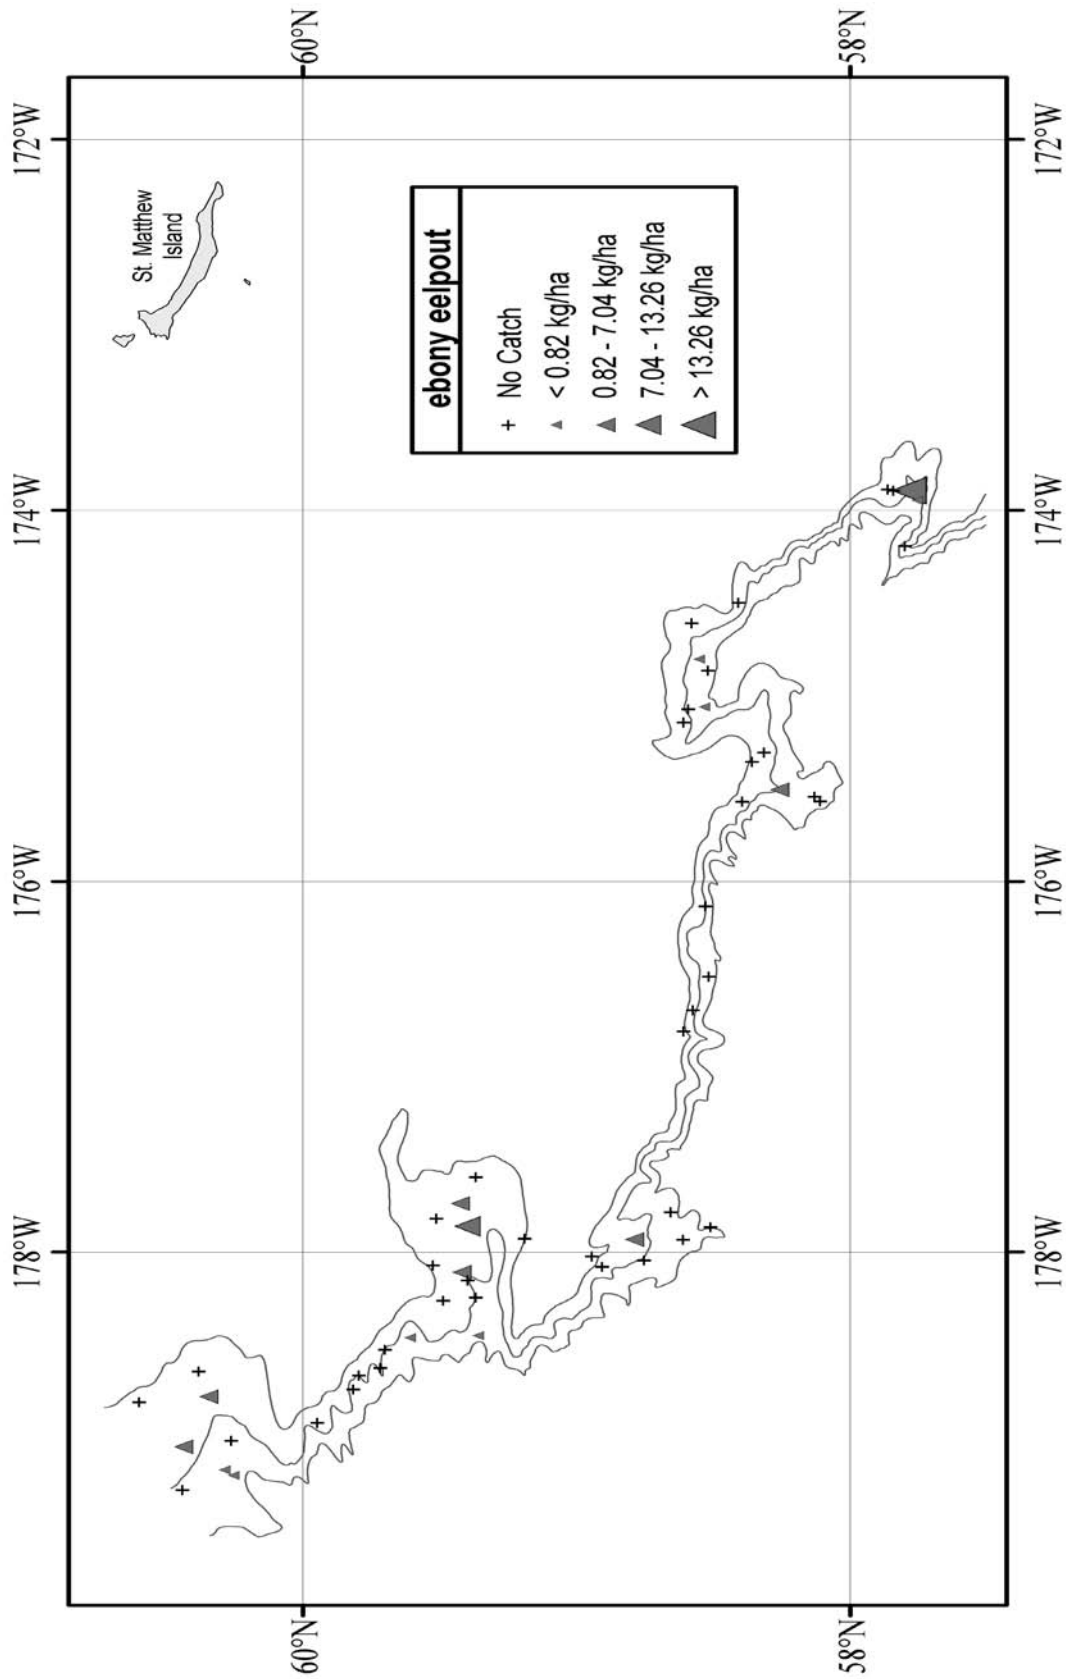 60°N
58°N
172°W
172°W
St. Matthew
Island
ebony eelpout
No Catch
< 0.82 kg/ha
0.82 - 7.04 kg/ha
7.04 - 13.26 kg/ha
> 13.26 kg/ha
174°W
174°W
176°W
176°W
178°W
178°W
60°N
58°N